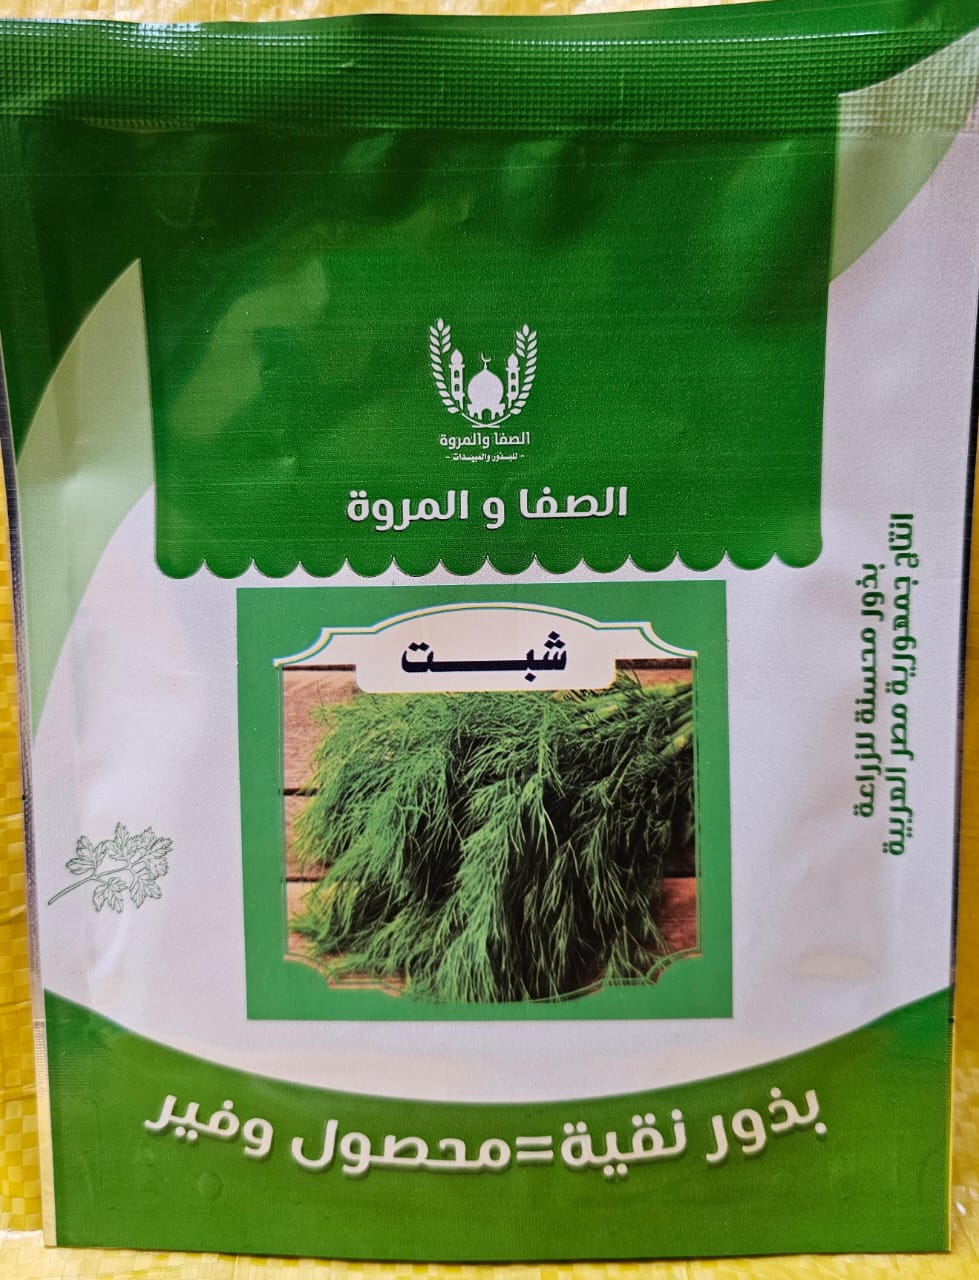 الصفا والمروة
- للبذور والمبيدات -
الصفا و المروة
شبت
بذور محسنة للزراعة
انتاج جمهورية مصر العربية
بذور نقية=محصول وفير